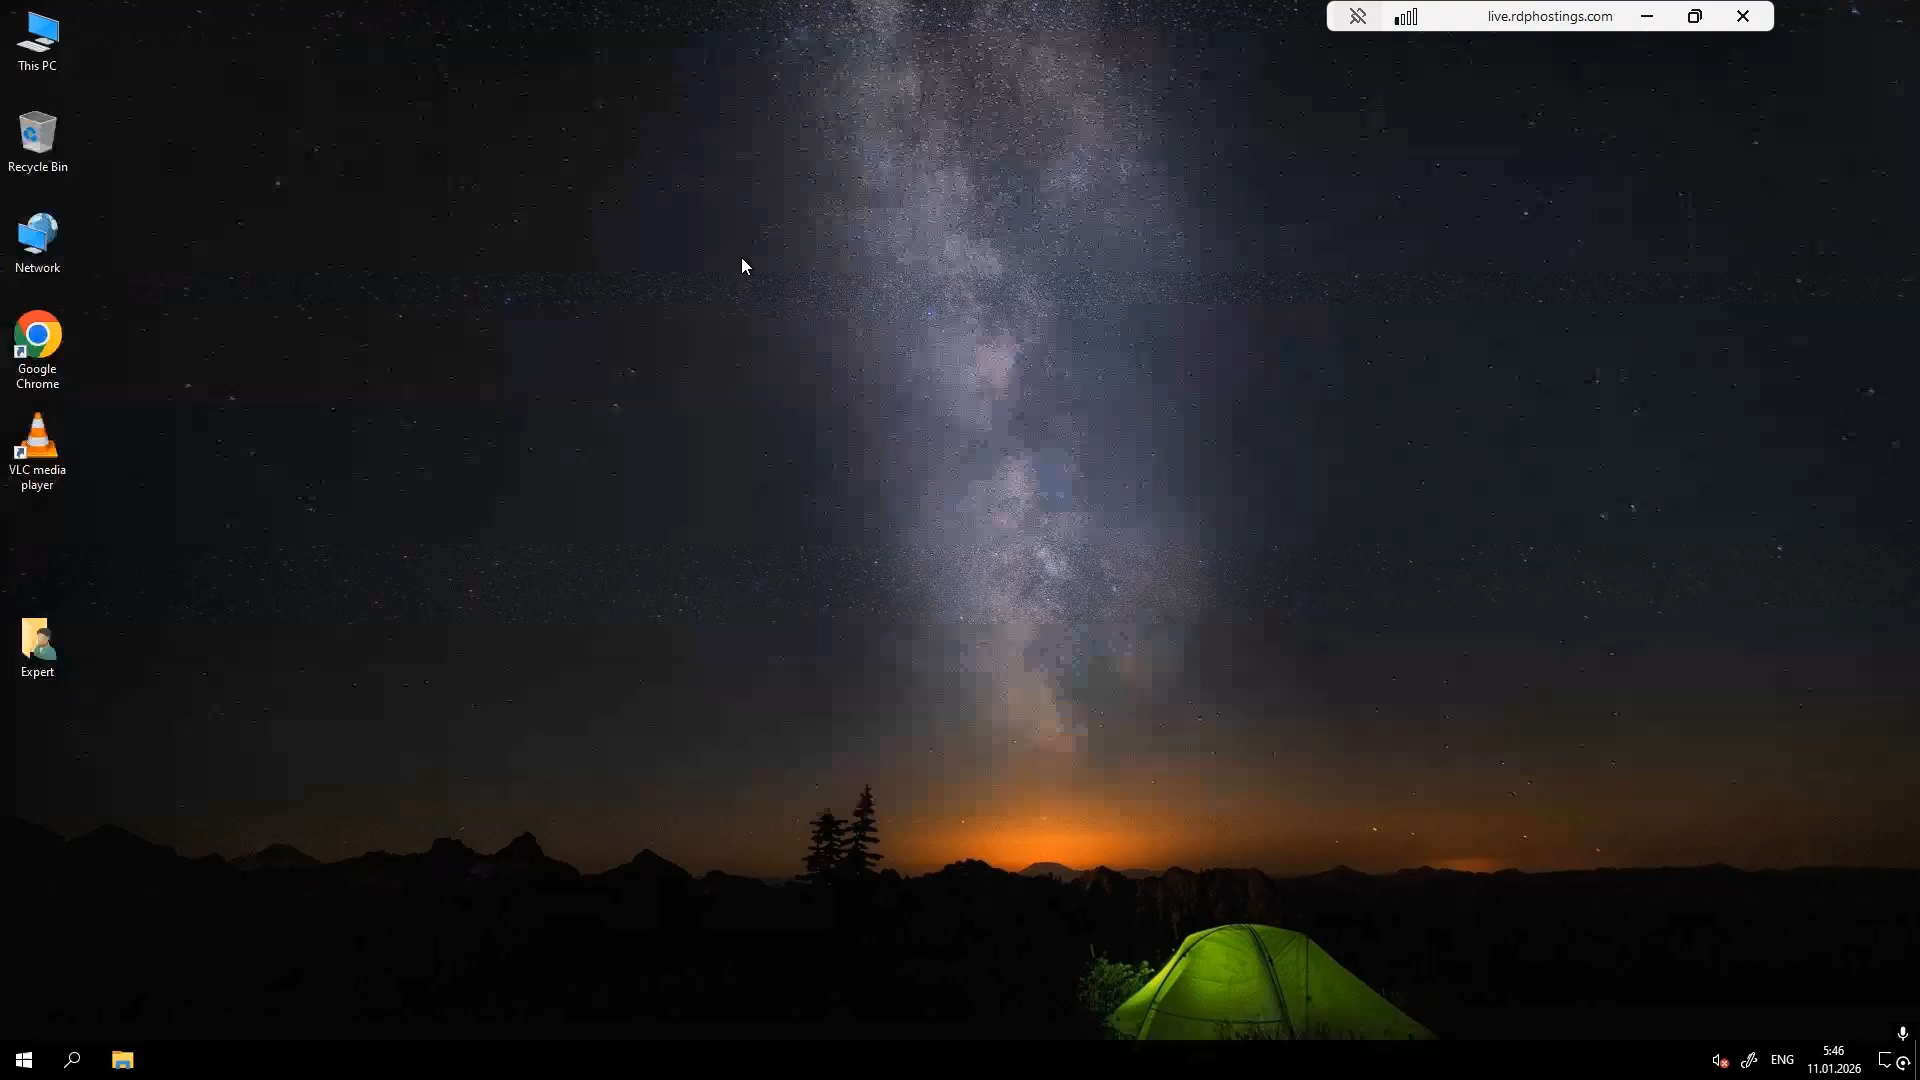 live.rdphostings.com
This PC
Recycle Bin
Network
Google
Chrome
VLC media
player
Expert
ENG
5:46
11.01.2026